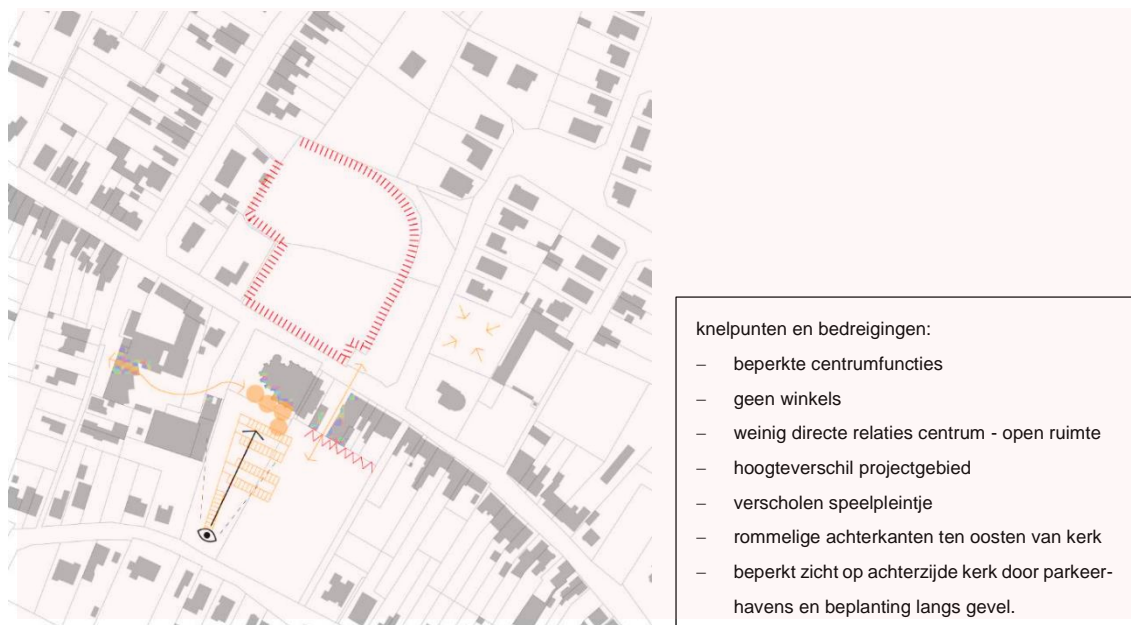 knelpunten en bedreigingen:
– beperkte centrumfuncties
– geen winkels
– weinig directe relaties centrum - open ruimte
– hoogteverschil projectgebied
– verscholen speelpleintje
– rommelige achterkanten ten oosten van kerk
– beperkt zicht op achterzijde kerk door parkeer-
havens en beplanting langs gevel.